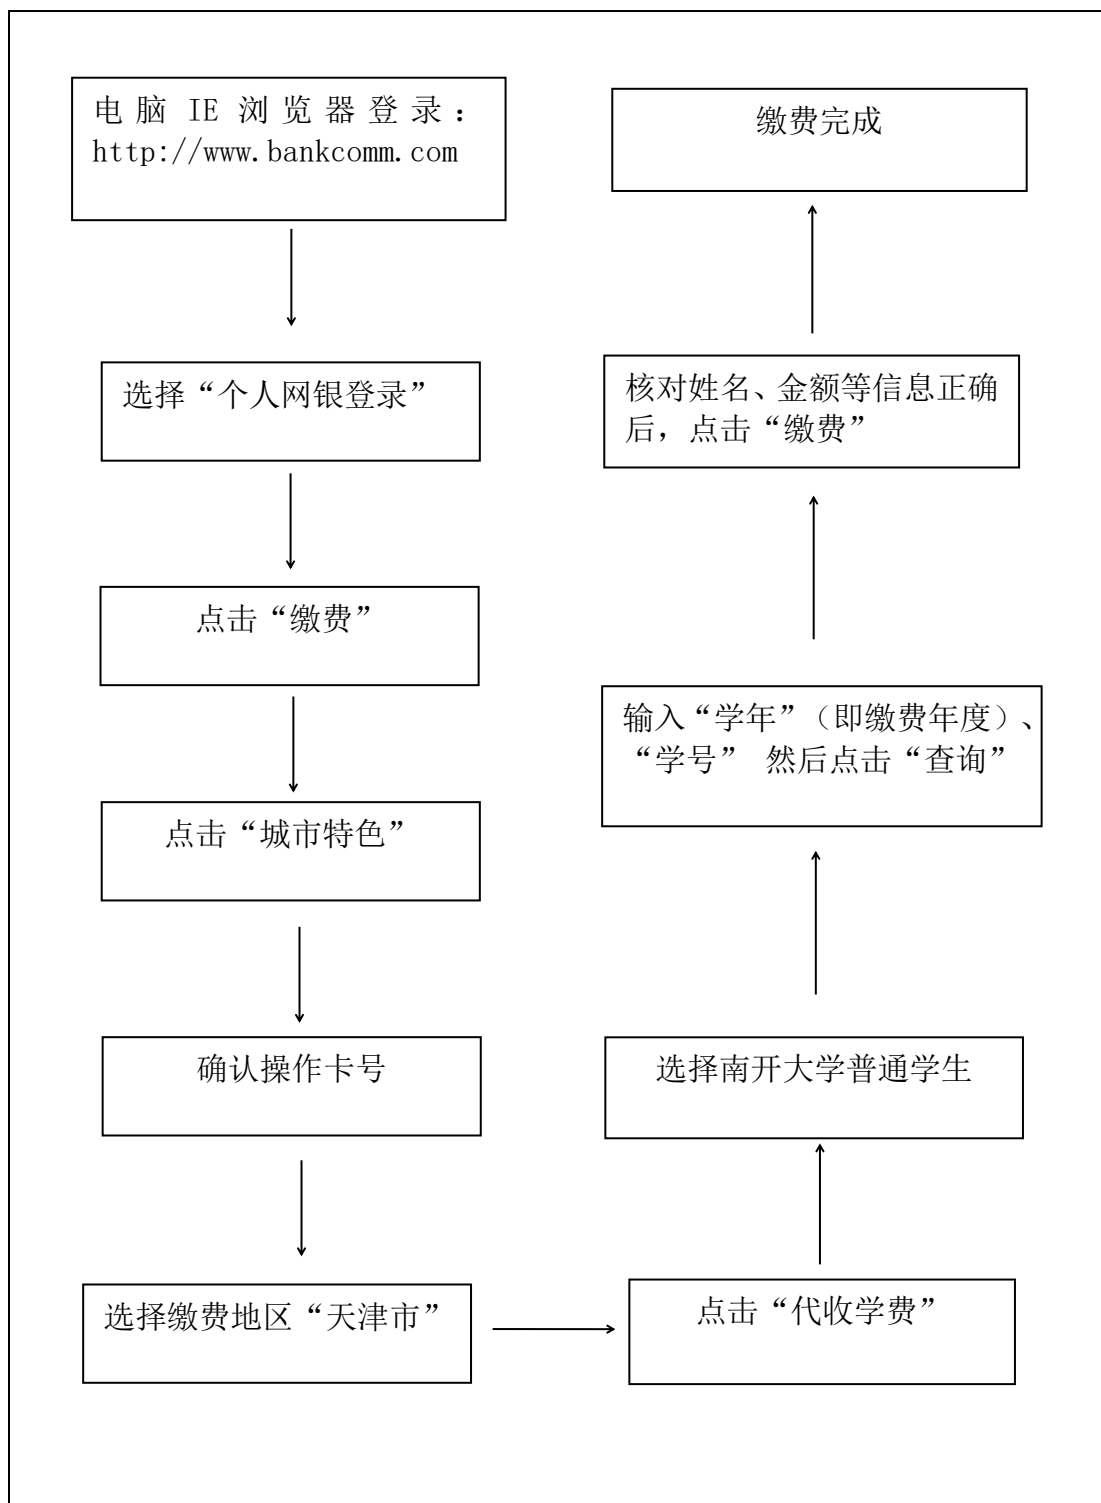 电脑 IE 浏览器登录：
http://www.bankcomm.com
选择“个人网银登录”
点击“缴费”
点击“城市特色”
确认操作卡号
选择缴费地区“天津市”
点击“代收学费”
选择南开大学普通学生
输入“学年”（即缴费年度）、
“学号” 然后点击“查询”
核对姓名、金额等信息正确
后，点击“缴费”
缴费完成